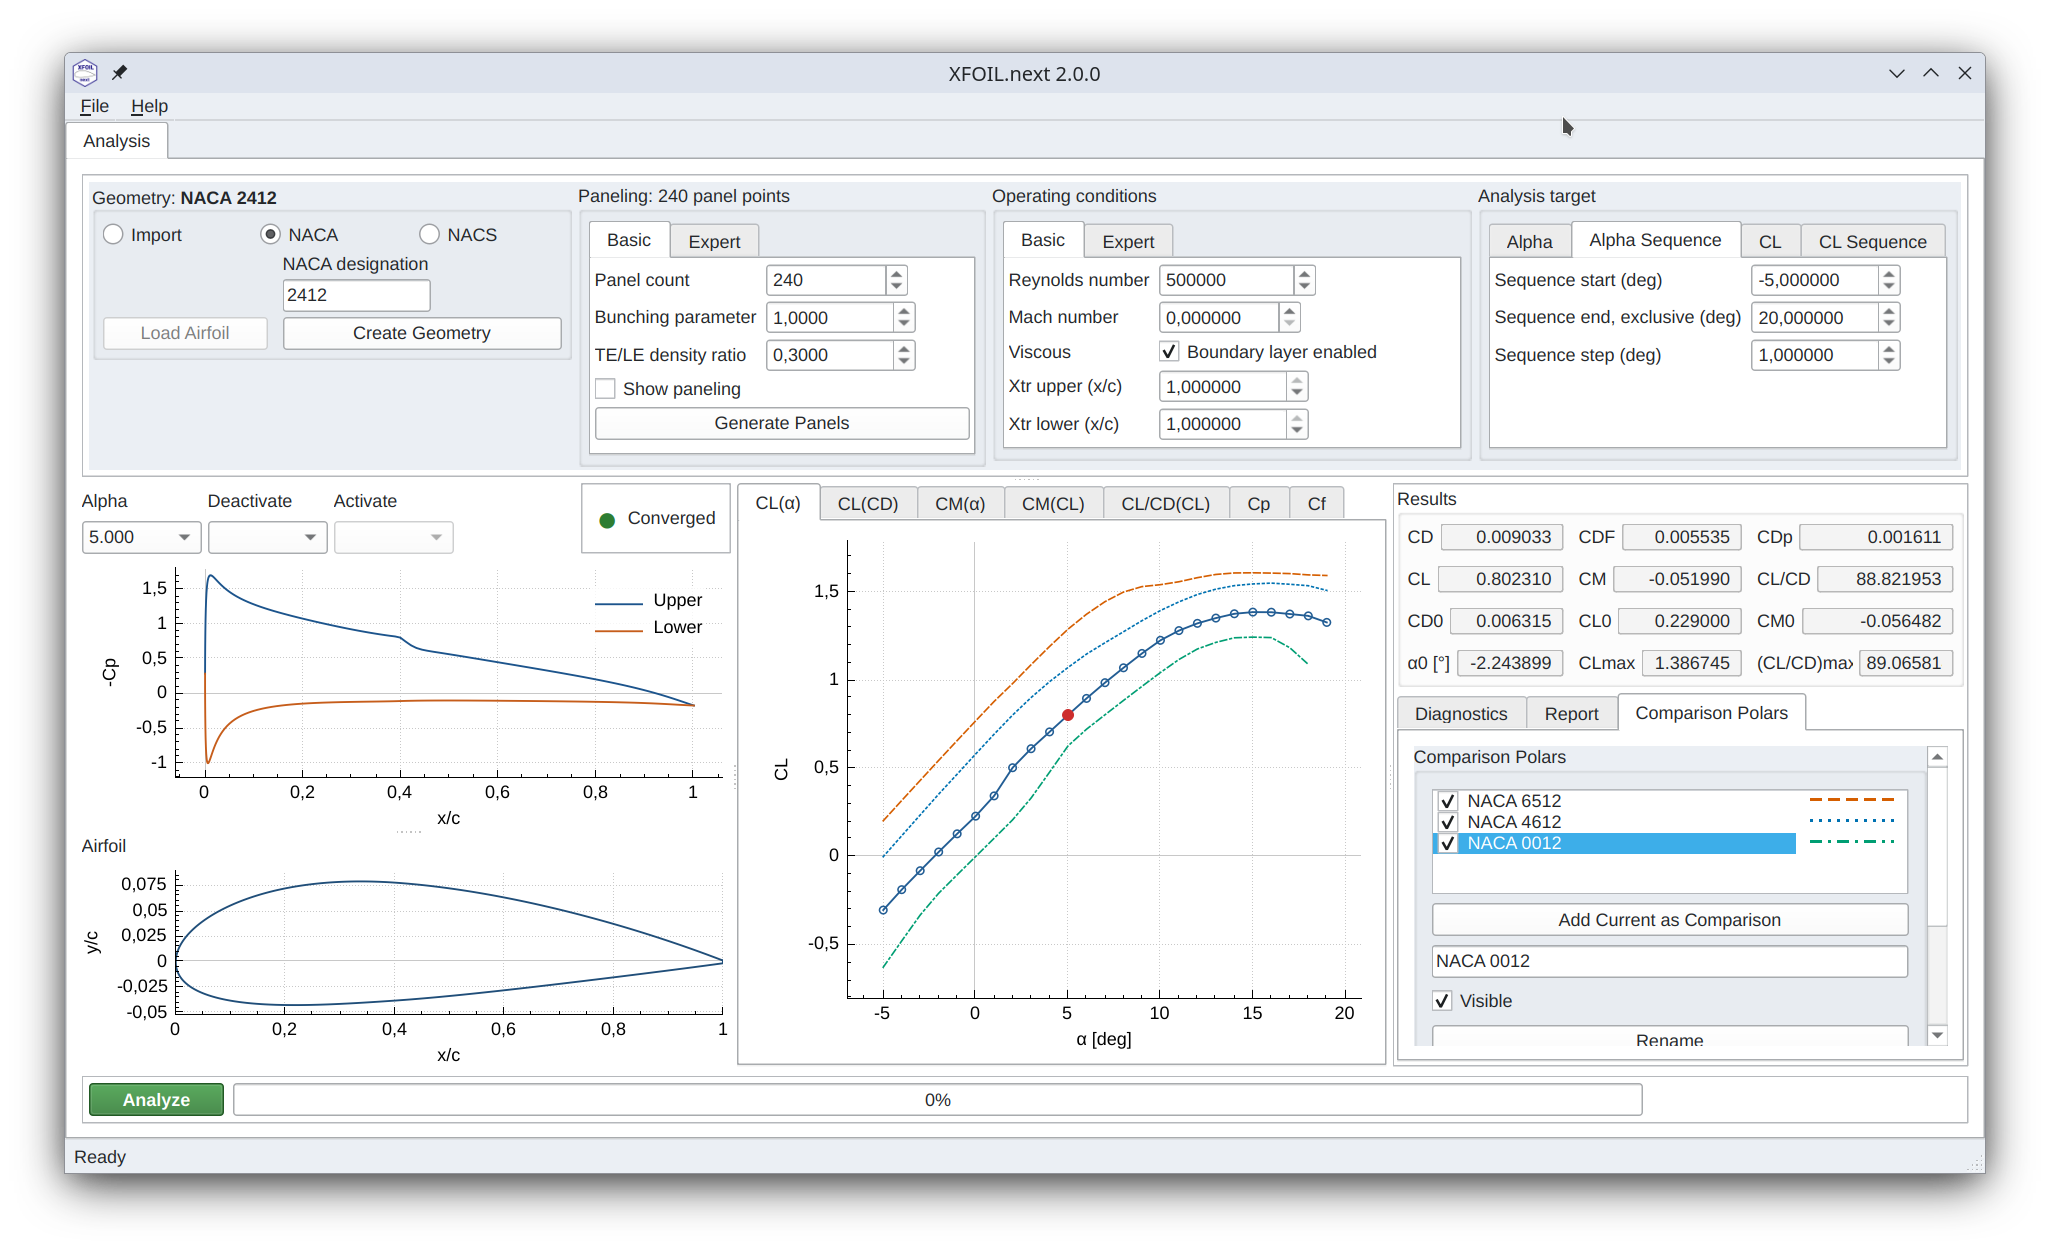 XFOIL.next 2.0.0
File Help
Analysis
Geometry: NACA 2412
Import NACA NACS
NACA designation
2412
Load Airfoil Create Geometry
Paneling: 240 panel points
Basic Expert
Panel count 240
Bunching parameter 1,0000
TE/LE density ratio 0,3000
Show paneling
Generate Panels
Operating conditions
Basic Expert
Reynolds number 500000
Mach number 0,000000
Viscous Boundary layer enabled
Xtr upper (x/c) 1,000000
Xtr lower (x/c) 1,000000
Analysis target
Alpha Alpha Sequence CL CL Sequence
Sequence start (deg) -5,000000
Sequence end, exclusive (deg) 20,000000
Sequence step (deg) 1,000000
Alpha Deactivate Activate
5.000
Converged
1,5
1
0,5
0
-0,5
-1
-Cp
Upper
Lower
0 0,2 0,4 0,6 0,8 1
x/c
Airfoil
0,075
0,05
0,025
0
-0,025
-0,05
y/c
0 0,2 0,4 0,6 0,8 1
x/c
CL(α) CL(CD) CM(α) CM(CL) CL/CD(CL) Cp Cf
1,5
1
0,5
0
-0,5
CL
-5 0 5 10 15 20
α [deg]
Results
CD 0.009033 CDF 0.005535 CDp 0.001611
CL 0.802310 CM -0.051990 CL/CD 88.821953
CD0 0.006315 CL0 0.229000 CM0 -0.056482
α0 [°] -2.243899 CLmax 1.386745 (CL/CD)max 89.06581
Diagnostics Report Comparison Polars
Comparison Polars
NACA 6512
NACA 4612
NACA 0012
Add Current as Comparison
NACA 0012
Visible
Rename
Analyze 0%
Ready